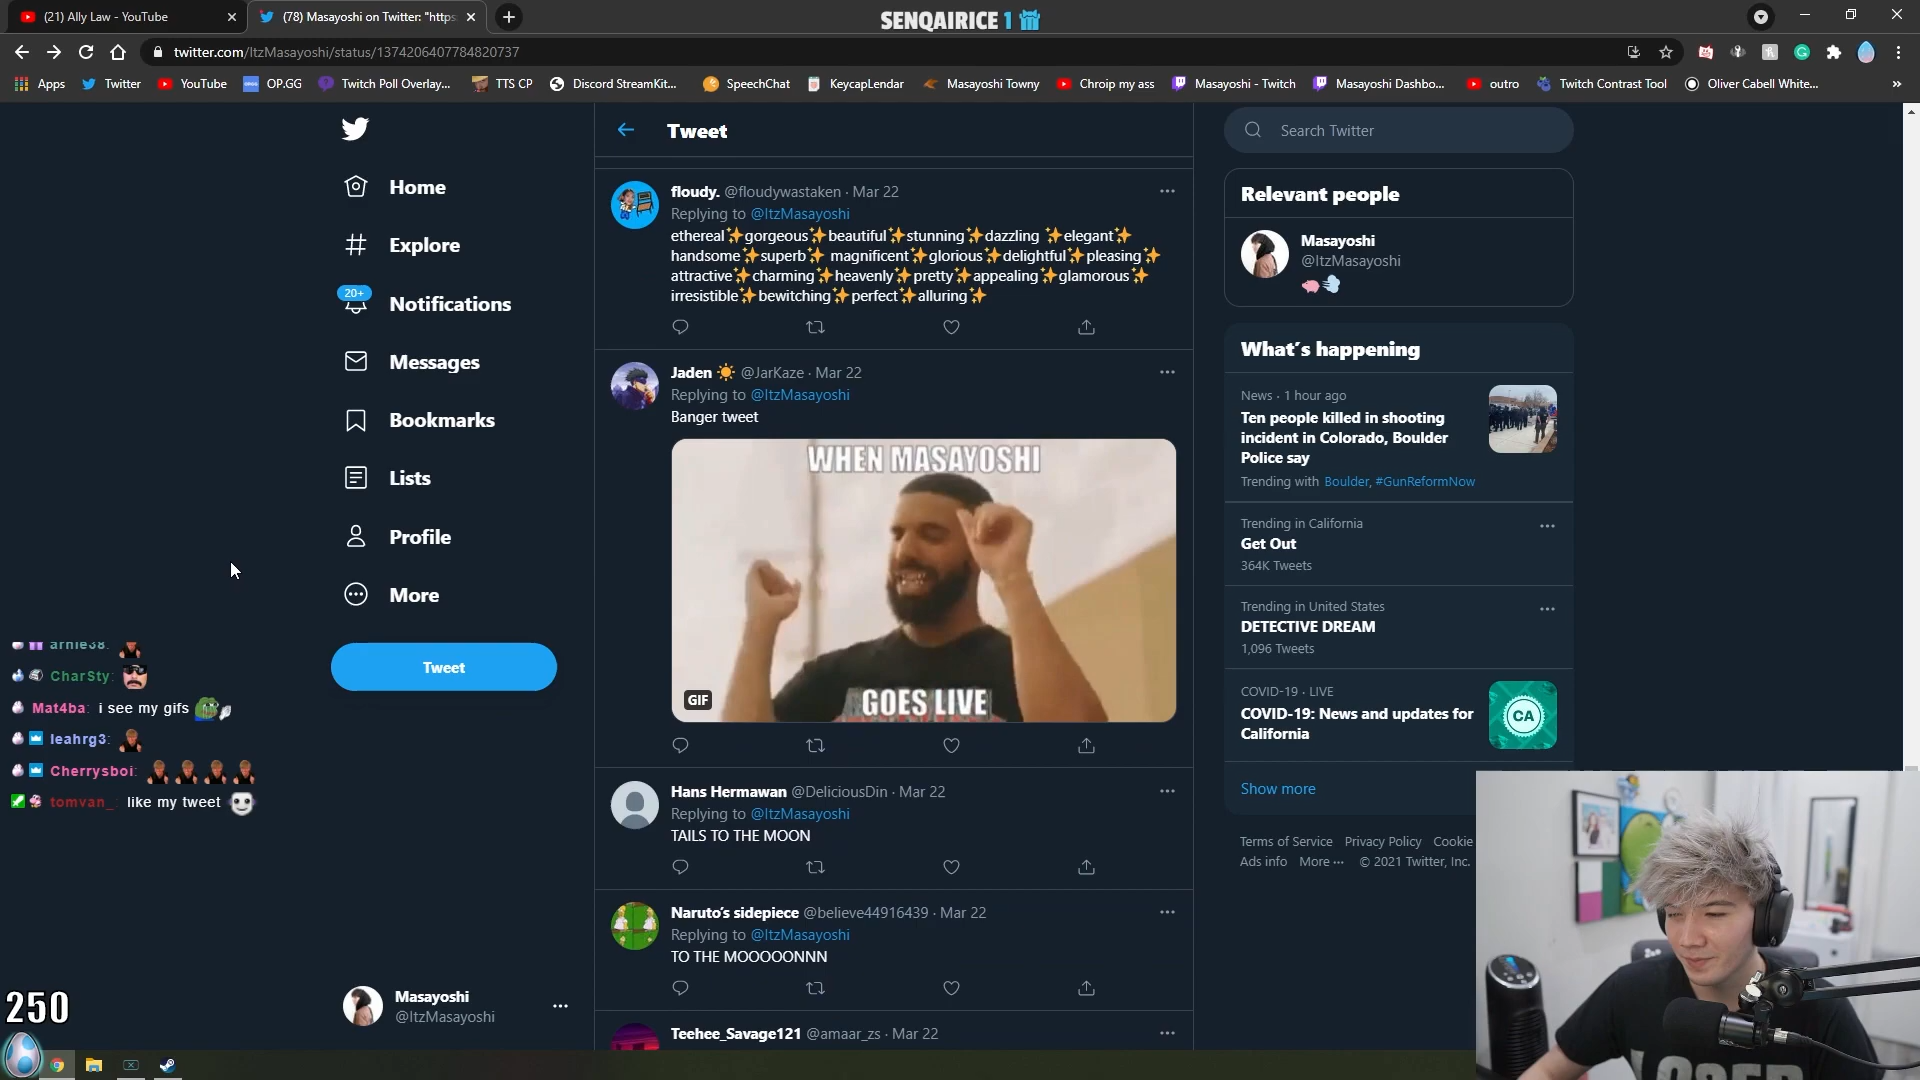 (21) Ally Law - YouTube
(78) Masayoshi on Twitter: "https:
SENQAIRICE 1
twitter.com/ItzMasayoshi/status/1374206407784820737
Apps
Twitter
YouTube
OP.GG
Twitch Poll Overlay...
TTS CP
Discord StreamKit...
SpeechChat
KeycapLendar
Masayoshi Towny
Chroip my ass
Masayoshi - Twitch
Masayoshi Dashbo...
outro
Twitch Contrast Tool
Oliver Cabell White...
»
Home
Explore
20+
Notifications
Messages
Bookmarks
Lists
Profile
More
Tweet
arnie38:
CharSty:
Mat4ba: i see my gifs
leahrg3:
Cherrysboi:
tomvan_: like my tweet
250
Masayoshi
@ItzMasayoshi
Tweet
floudy. @floudywastaken · Mar 22
Replying to @ItzMasayoshi
ethereal✨gorgeous✨beautiful✨stunning✨dazzling ✨elegant✨
handsome✨superb✨ magnificent✨glorious✨delightful✨pleasing✨
attractive✨charming✨heavenly✨pretty✨appealing✨glamorous✨
irresistible✨bewitching✨perfect✨alluring✨
Jaden ☀️ @JarKaze · Mar 22
Replying to @ItzMasayoshi
Banger tweet
WHEN MASAYOSHI
GOES LIVE
GIF
Hans Hermawan @DeliciousDin · Mar 22
Replying to @ItzMasayoshi
TAILS TO THE MOON
Naruto's sidepiece @believe44916439 · Mar 22
Replying to @ItzMasayoshi
TO THE MOOOOONNN
Teehee_Savage121 @amaar_zs · Mar 22
Search Twitter
Relevant people
Masayoshi
@ItzMasayoshi
🐖💨
What's happening
News · 1 hour ago
Ten people killed in shooting
incident in Colorado, Boulder
Police say
Trending with Boulder, #GunReformNow
Trending in California
Get Out
364K Tweets
Trending in United States
DETECTIVE DREAM
1,096 Tweets
COVID-19 · LIVE
COVID-19: News and updates for
California
CA
Show more
Terms of Service Privacy Policy Cookie
Ads info More ··· © 2021 Twitter, Inc.